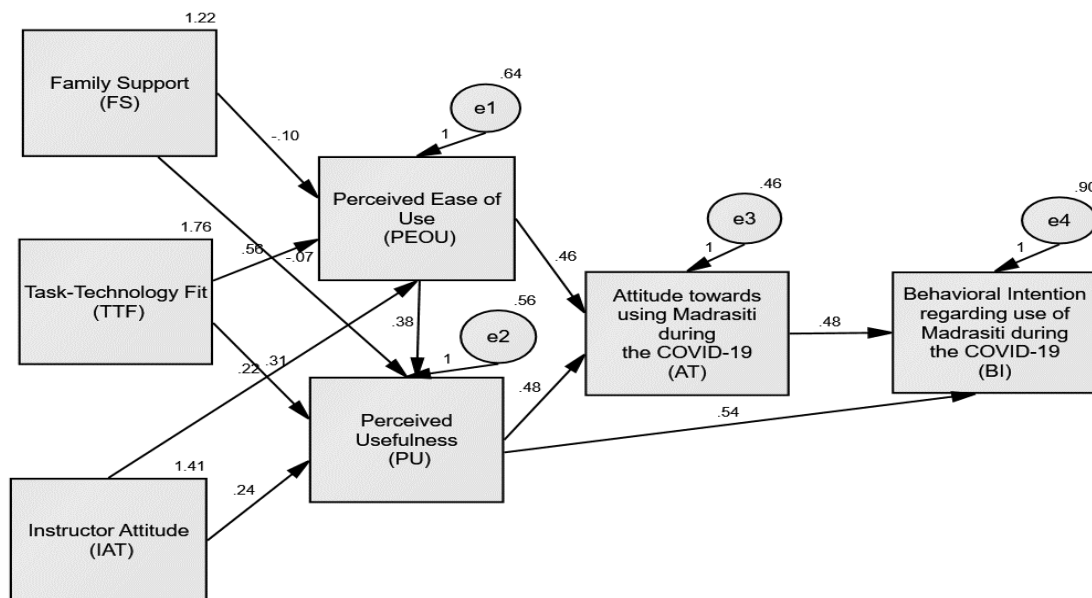 1.22
Family Support
(FS)
-.10
.64
e1
1
Perceived Ease of
Use
(PEOU)
1.76
Task-Technology Fit
(TTF)
.56
-.07
.46
.46
e3
1
Attitude towards
using Madrasiti
during
the COVID-19
(AT)
.90
e4
1
Behavioral Intention
regarding use of
Madrasiti during
the COVID-19
(BI)
.38
.56
e2
1
.48
.22
.31
Perceived
Usefulness
(PU)
.48
.54
1.41
Instructor Attitude
(IAT)
.24